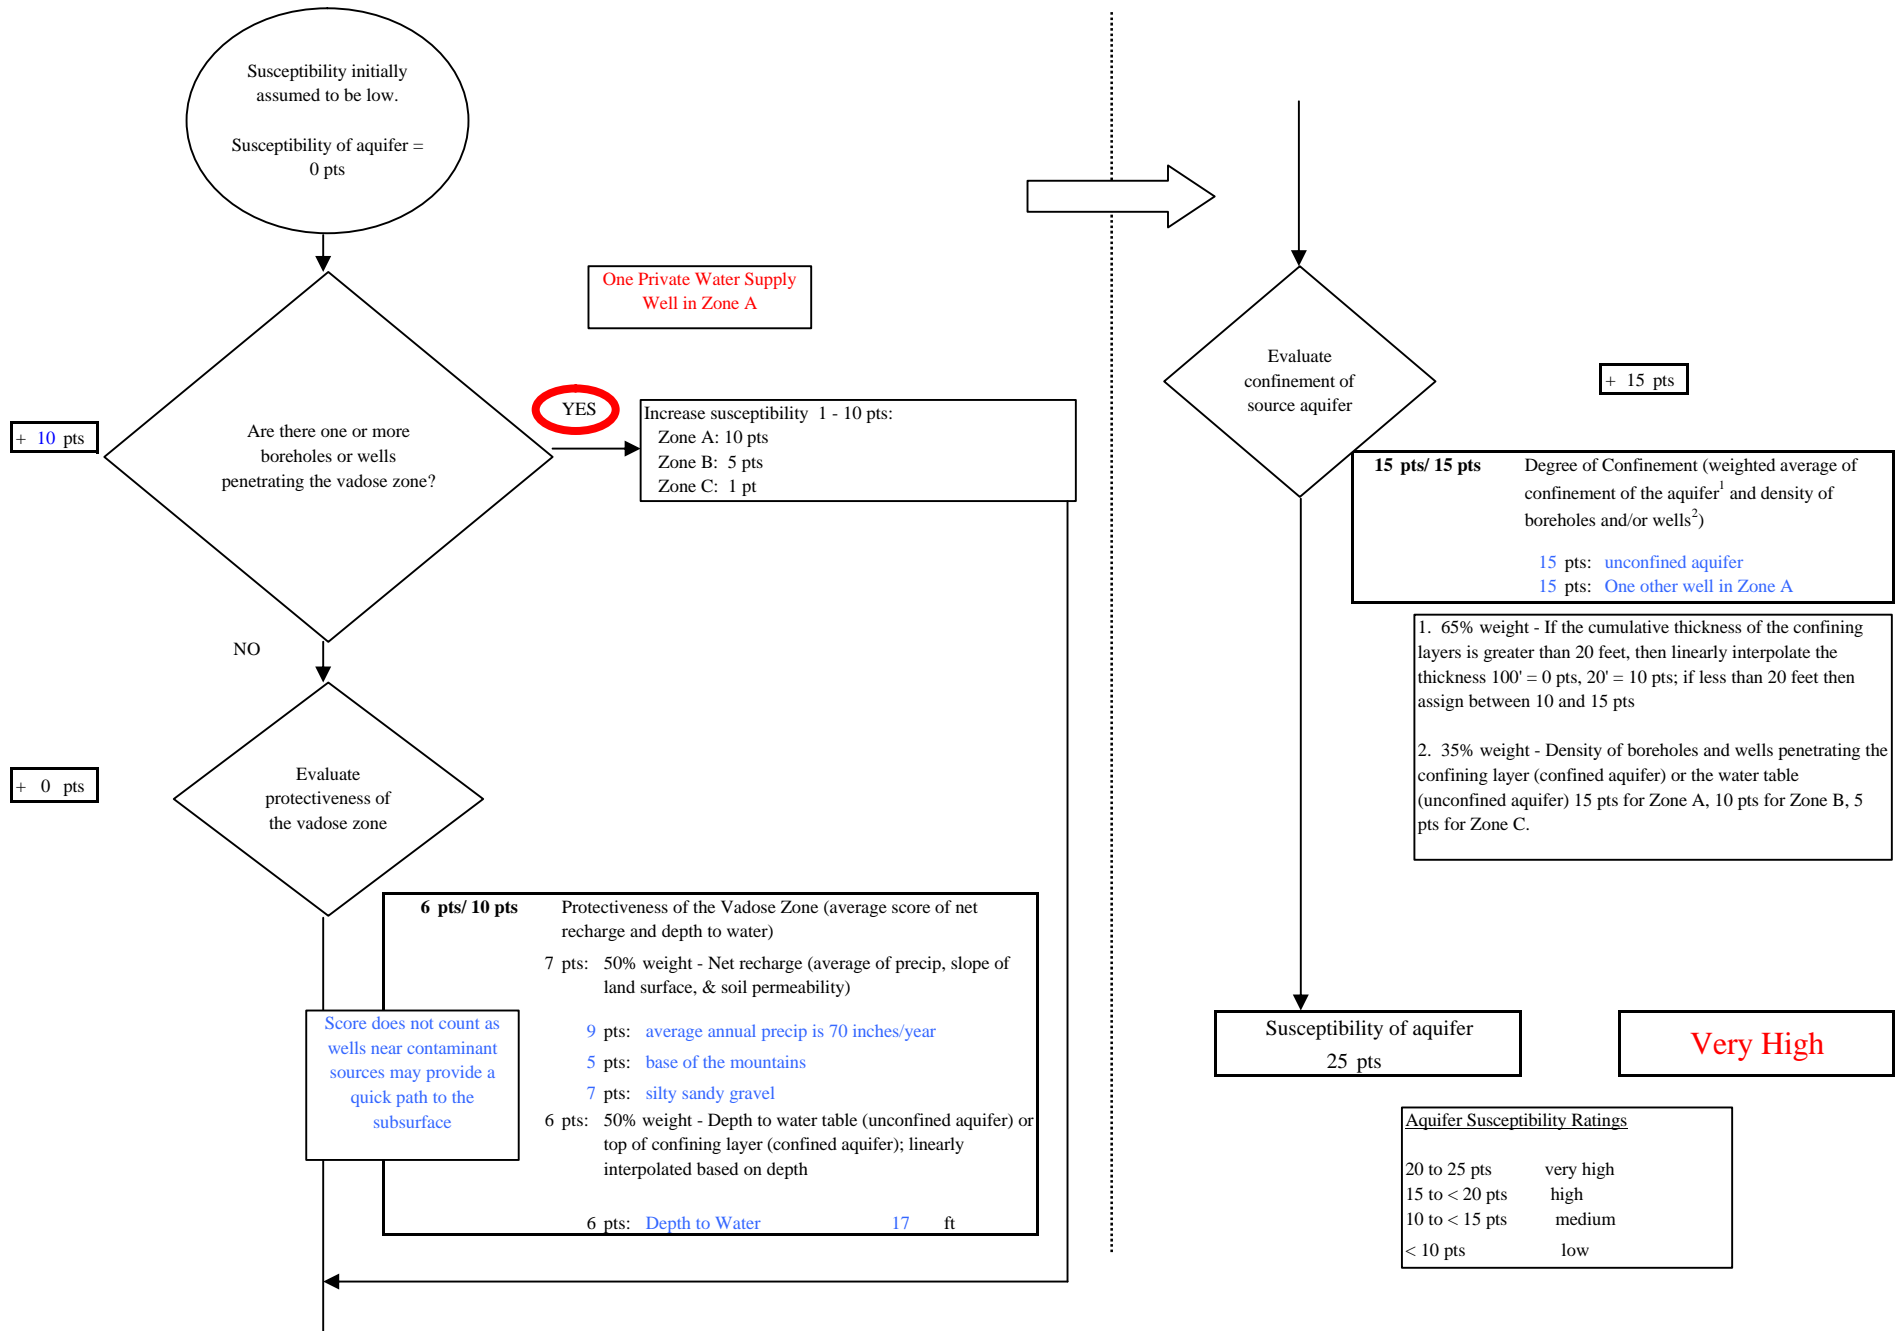 Susceptibility initially
assumed to be low.
Susceptibility of aquifer =
0 pts
One Private Water Supply
Well in Zone A
+ 10 pts
Are there one or more
boreholes or wells
penetrating the vadose zone?
YES
Increase susceptibility 1 - 10 pts:
Zone A: 10 pts
Zone B: 5 pts
Zone C: 1 pt
NO
+ 0 pts
Evaluate
protectiveness of
the vadose zone
6 pts/ 10 pts Protectiveness of the Vadose Zone (average score of net
recharge and depth to water)
7 pts: 50% weight - Net recharge (average of precip, slope of
land surface, & soil permeability)
9 pts: average annual precip is 70 inches/year
5 pts: base of the mountains
7 pts: silty sandy gravel
6 pts: 50% weight - Depth to water table (unconfined aquifer) or
top of confining layer (confined aquifer); linearly
interpolated based on depth
6 pts: Depth to Water 17 ft
Score does not count as
wells near contaminant
sources may provide a
quick path to the
subsurface
Evaluate
confinement of
source aquifer
+ 15 pts
15 pts/ 15 pts Degree of Confinement (weighted average of
confinement of the aquifer1 and density of
boreholes and/or wells2)
15 pts: unconfined aquifer
15 pts: One other well in Zone A
1. 65% weight - If the cumulative thickness of the confining
layers is greater than 20 feet, then linearly interpolate the
thickness 100' = 0 pts, 20' = 10 pts; if less than 20 feet then
assign between 10 and 15 pts
2. 35% weight - Density of boreholes and wells penetrating the
confining layer (confined aquifer) or the water table
(unconfined aquifer) 15 pts for Zone A, 10 pts for Zone B, 5
pts for Zone C.
Susceptibility of aquifer
25 pts
Very High
Aquifer Susceptibility Ratings
20 to 25 pts very high
15 to < 20 pts high
10 to < 15 pts medium
< 10 pts low